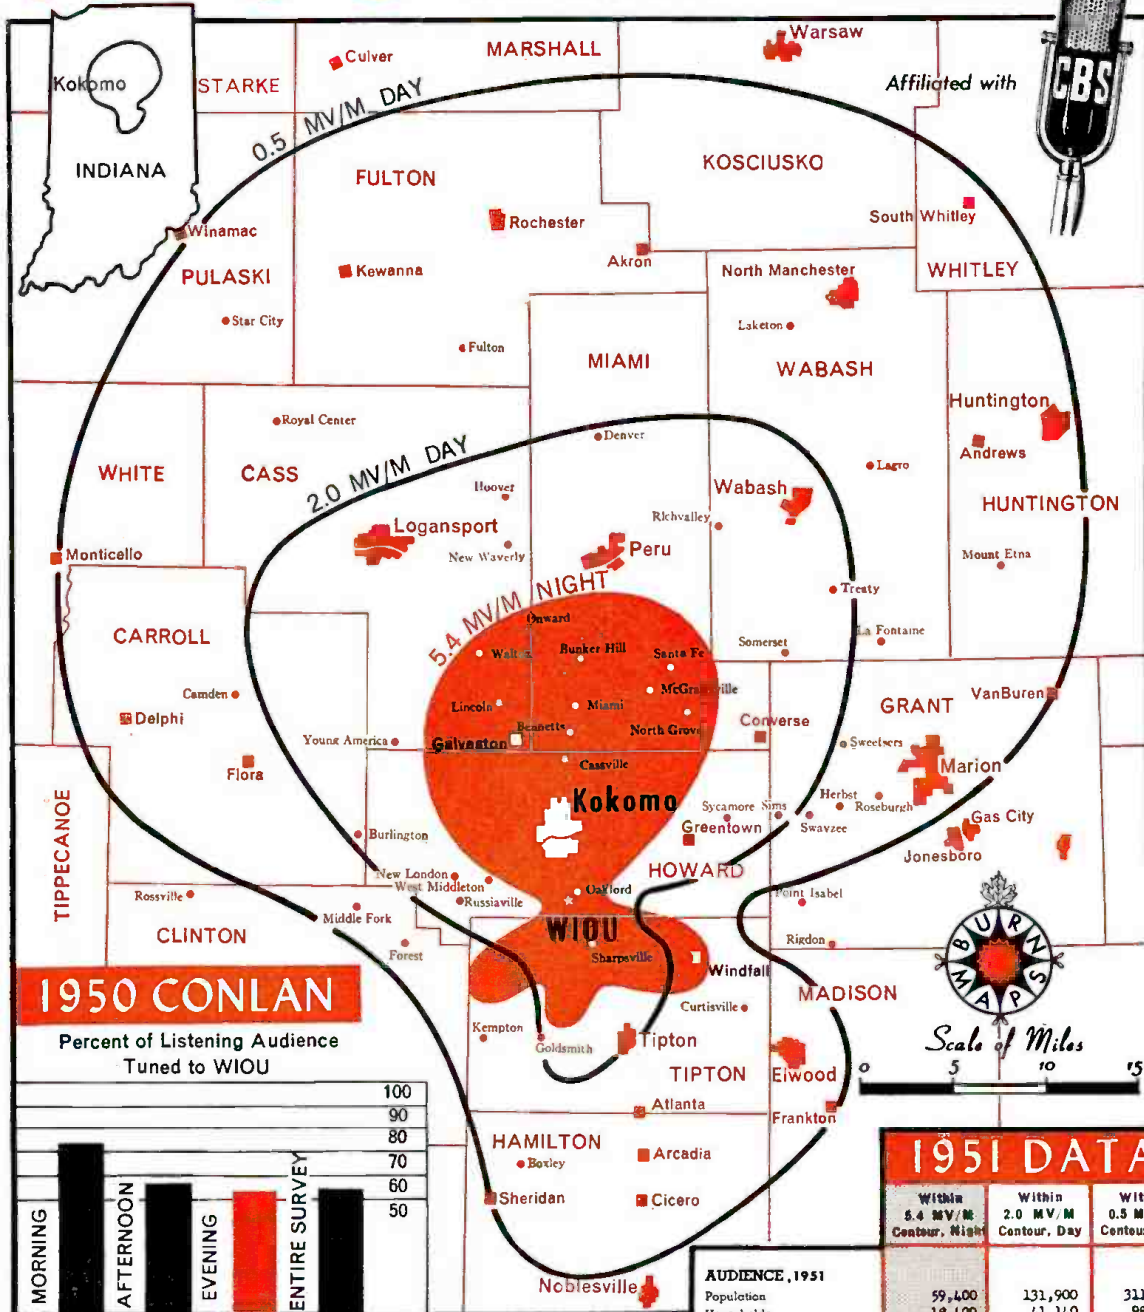 Kokomo
INDIANA
STARKE
Culver
MARSHALL
Warsaw
Affiliated with
CBS
0.5 MV/M DAY
FULTON
KOSCIUSKO
Winamac
Rochester
South Whitley
PULASKI
Kewanna
Akron
North Manchester
WHITLEY
Star City
Laketon
Fulton
MIAMI
WABASH
Royal Center
Huntington
Denver
Andrews
WHITE
CASS
2.0 MV/M DAY
Lagro
Hoover
Wabash
HUNTINGTON
Logansport
Richvalley
Peru
New Waverly
Monticello
Mount Etna
5.4 MV/M NIGHT
Treaty
Onward
CARROLL
La Fontaine
Somerset
Bunker Hill
Santa Fe
Camden
VanBuren
GRANT
Lincoln
Miami
Delphi
Bennetts
North Grove
Converse
Young America
Galveston
Sweetsers
Flora
Cassville
Marion
Kokomo
Herbst
Roseburgh
Sycamore
Sims
Swayzee
Gas City
Greentown
Burlington
Jonesboro
TIPPECANOE
HOWARD
New London
West Middleton
Russiaville
Oakford
Rossville
Point Isabel
Middle Fork
WIOU
CLINTON
Forest
Sharpsville
Rigdon
BURNS
MAPS
Windfall
MADISON
1950 CONLAN
Curtisville
Percent of Listening Audience
Tuned to WIOU
Kempton
Goldsmith
Tipton
Scale of Miles
0 5 10 15
TIPTON
Elwood
Atlanta
Frankton
HAMILTON
Boxley
Arcadia
Sheridan
Cicero
Noblesville
100
90
80
70
60
50
MORNING
AFTERNOON
EVENING
ENTIRE SURVEY
1951 DATA
Within
5.4 MV/M
Contour, Night
Within
2.0 MV/M
Contour, Day
0.5
AUDIENCE, 1951
Population 59,400 131,900